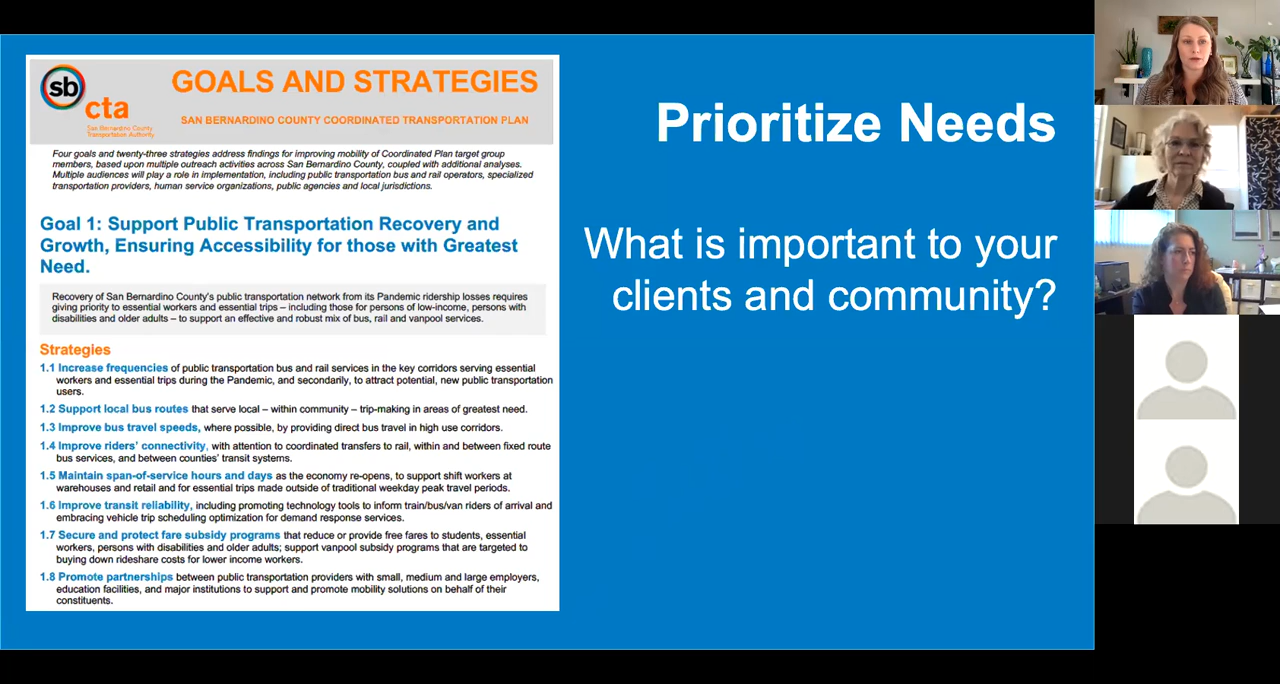 sb
cta
San Bernardino County
Transportation Authority
GOALS AND STRATEGIES
SAN BERNARDINO COUNTY COORDINATED TRANSPORTATION PLAN
Four goals and twenty-three strategies address findings for improving mobility of Coordinated Plan target group
members, based upon multiple outreach activities across San Bernardino County, coupled with additional analyses.
Multiple audiences will play a role in implementation, including public transportation bus and rail operators, specialized
transportation providers, human service organizations, public agencies and local jurisdictions.
Goal 1: Support Public Transportation Recovery and
Growth, Ensuring Accessibility for those with Greatest
Need.
Recovery of San Bernardino County's public transportation network from its Pandemic ridership losses requires
giving priority to essential workers and essential trips – including those for persons of low-income, persons with
disabilities and older adults – to support an effective and robust mix of bus, rail and vanpool services.
Strategies
1.1 Increase frequencies of public transportation bus and rail services in the key corridors serving essential
workers and essential trips during the Pandemic, and secondarily, to attract potential, new public transportation
users.
1.2 Support local bus routes that serve local – within community – trip-making in areas of greatest need.
1.3 Improve bus travel speeds, where possible, by providing direct bus travel in high use corridors.
1.4 Improve riders' connectivity, with attention to coordinated transfers to rail, within and between fixed route
bus services, and between counties' transit systems.
1.5 Maintain span-of-service hours and days as the economy re-opens, to support shift workers at
warehouses and retail and for essential trips made outside of traditional weekday peak travel periods.
1.6 Improve transit reliability, including promoting technology tools to inform train/bus/van riders of arrival and
embracing vehicle trip scheduling optimization for demand response services.
1.7 Secure and protect fare subsidy programs that reduce or provide free fares to students, essential
workers, persons with disabilities and older adults; support vanpool subsidy programs that are targeted to
buying down rideshare costs for lower income workers.
1.8 Promote partnerships between public transportation providers with small, medium and large employers,
education facilities, and major institutions to support and promote mobility solutions on behalf of their
constituents.
Prioritize Needs
What is important to your
clients and community?